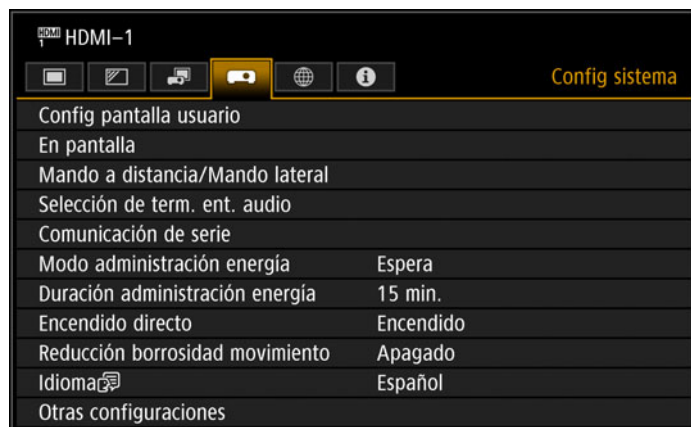 HDMI 1 HDMI-1
Config sistema
Config pantalla usuario
En pantalla
Mando a distancia/Mando lateral
Selección de term. ent. audio
Comunicación de serie
Modo administración energía Espera
Duración administración energía 15 min.
Encendido directo Encendido
Reducción borrosidad movimiento Apagado
Idioma Español
Otras configuraciones